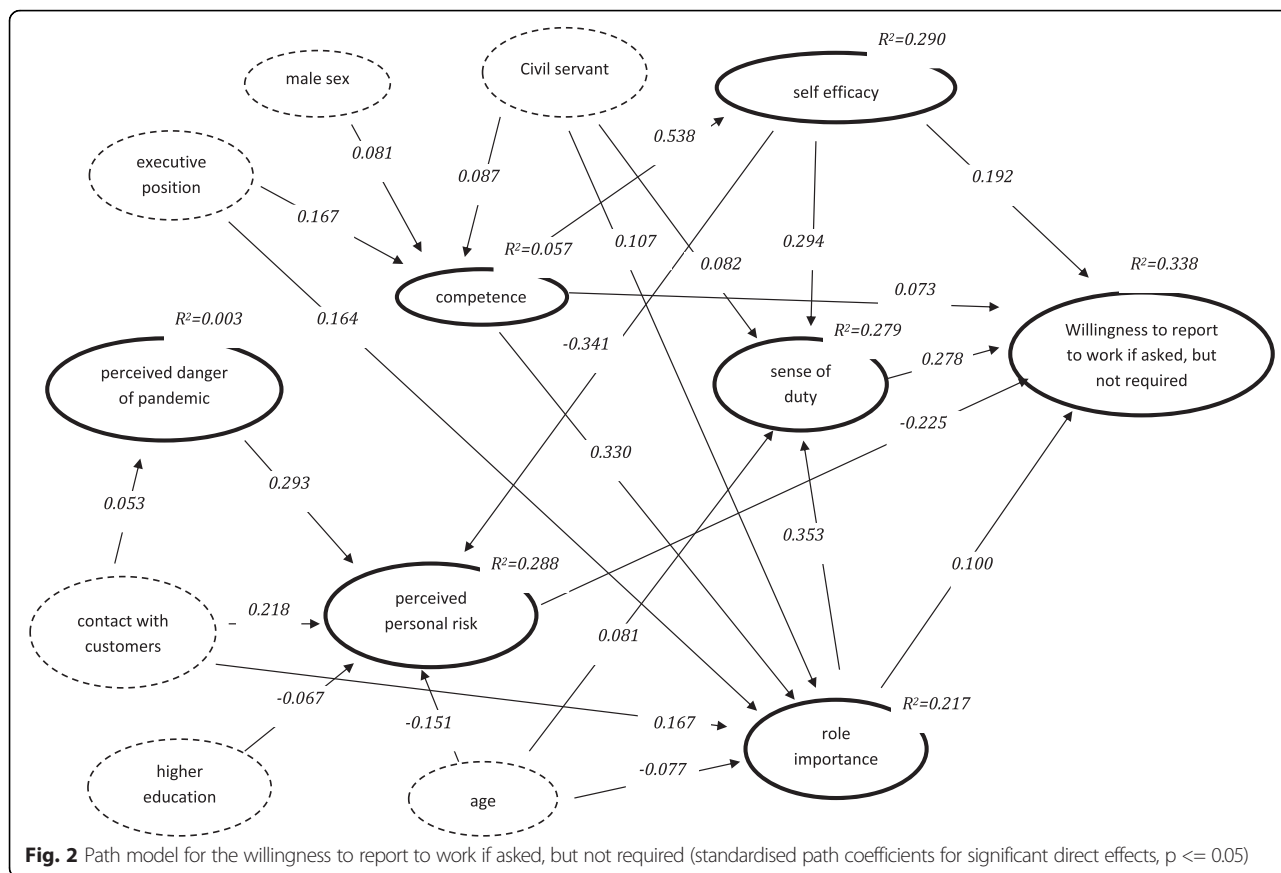 R²=0.290
male sex
Civil servant
self efficacy
0.538
executive
position
0.081
0.087
0.192
0.167
R²=0.057
0.107
0.294
0.082
R²=0.338
competence
0.073
R²=0.003
0.164
R²=0.279
Willingness to report
to work if asked, but
not required
-0.341
0.278
perceived danger
of pandemic
sense of
duty
-0.225
0.330
0.293
0.053
0.353
R²=0.288
0.100
contact with
customers
0.218
perceived
personal risk
0.081
-0.067
R²=0.217
-0.151
0.167
role
importance
higher
education
-0.077
age
Fig. 2 Path model for the willingness to report to work if asked, but not required (standardised path coefficients for significant direct effects, p <= 0.05)